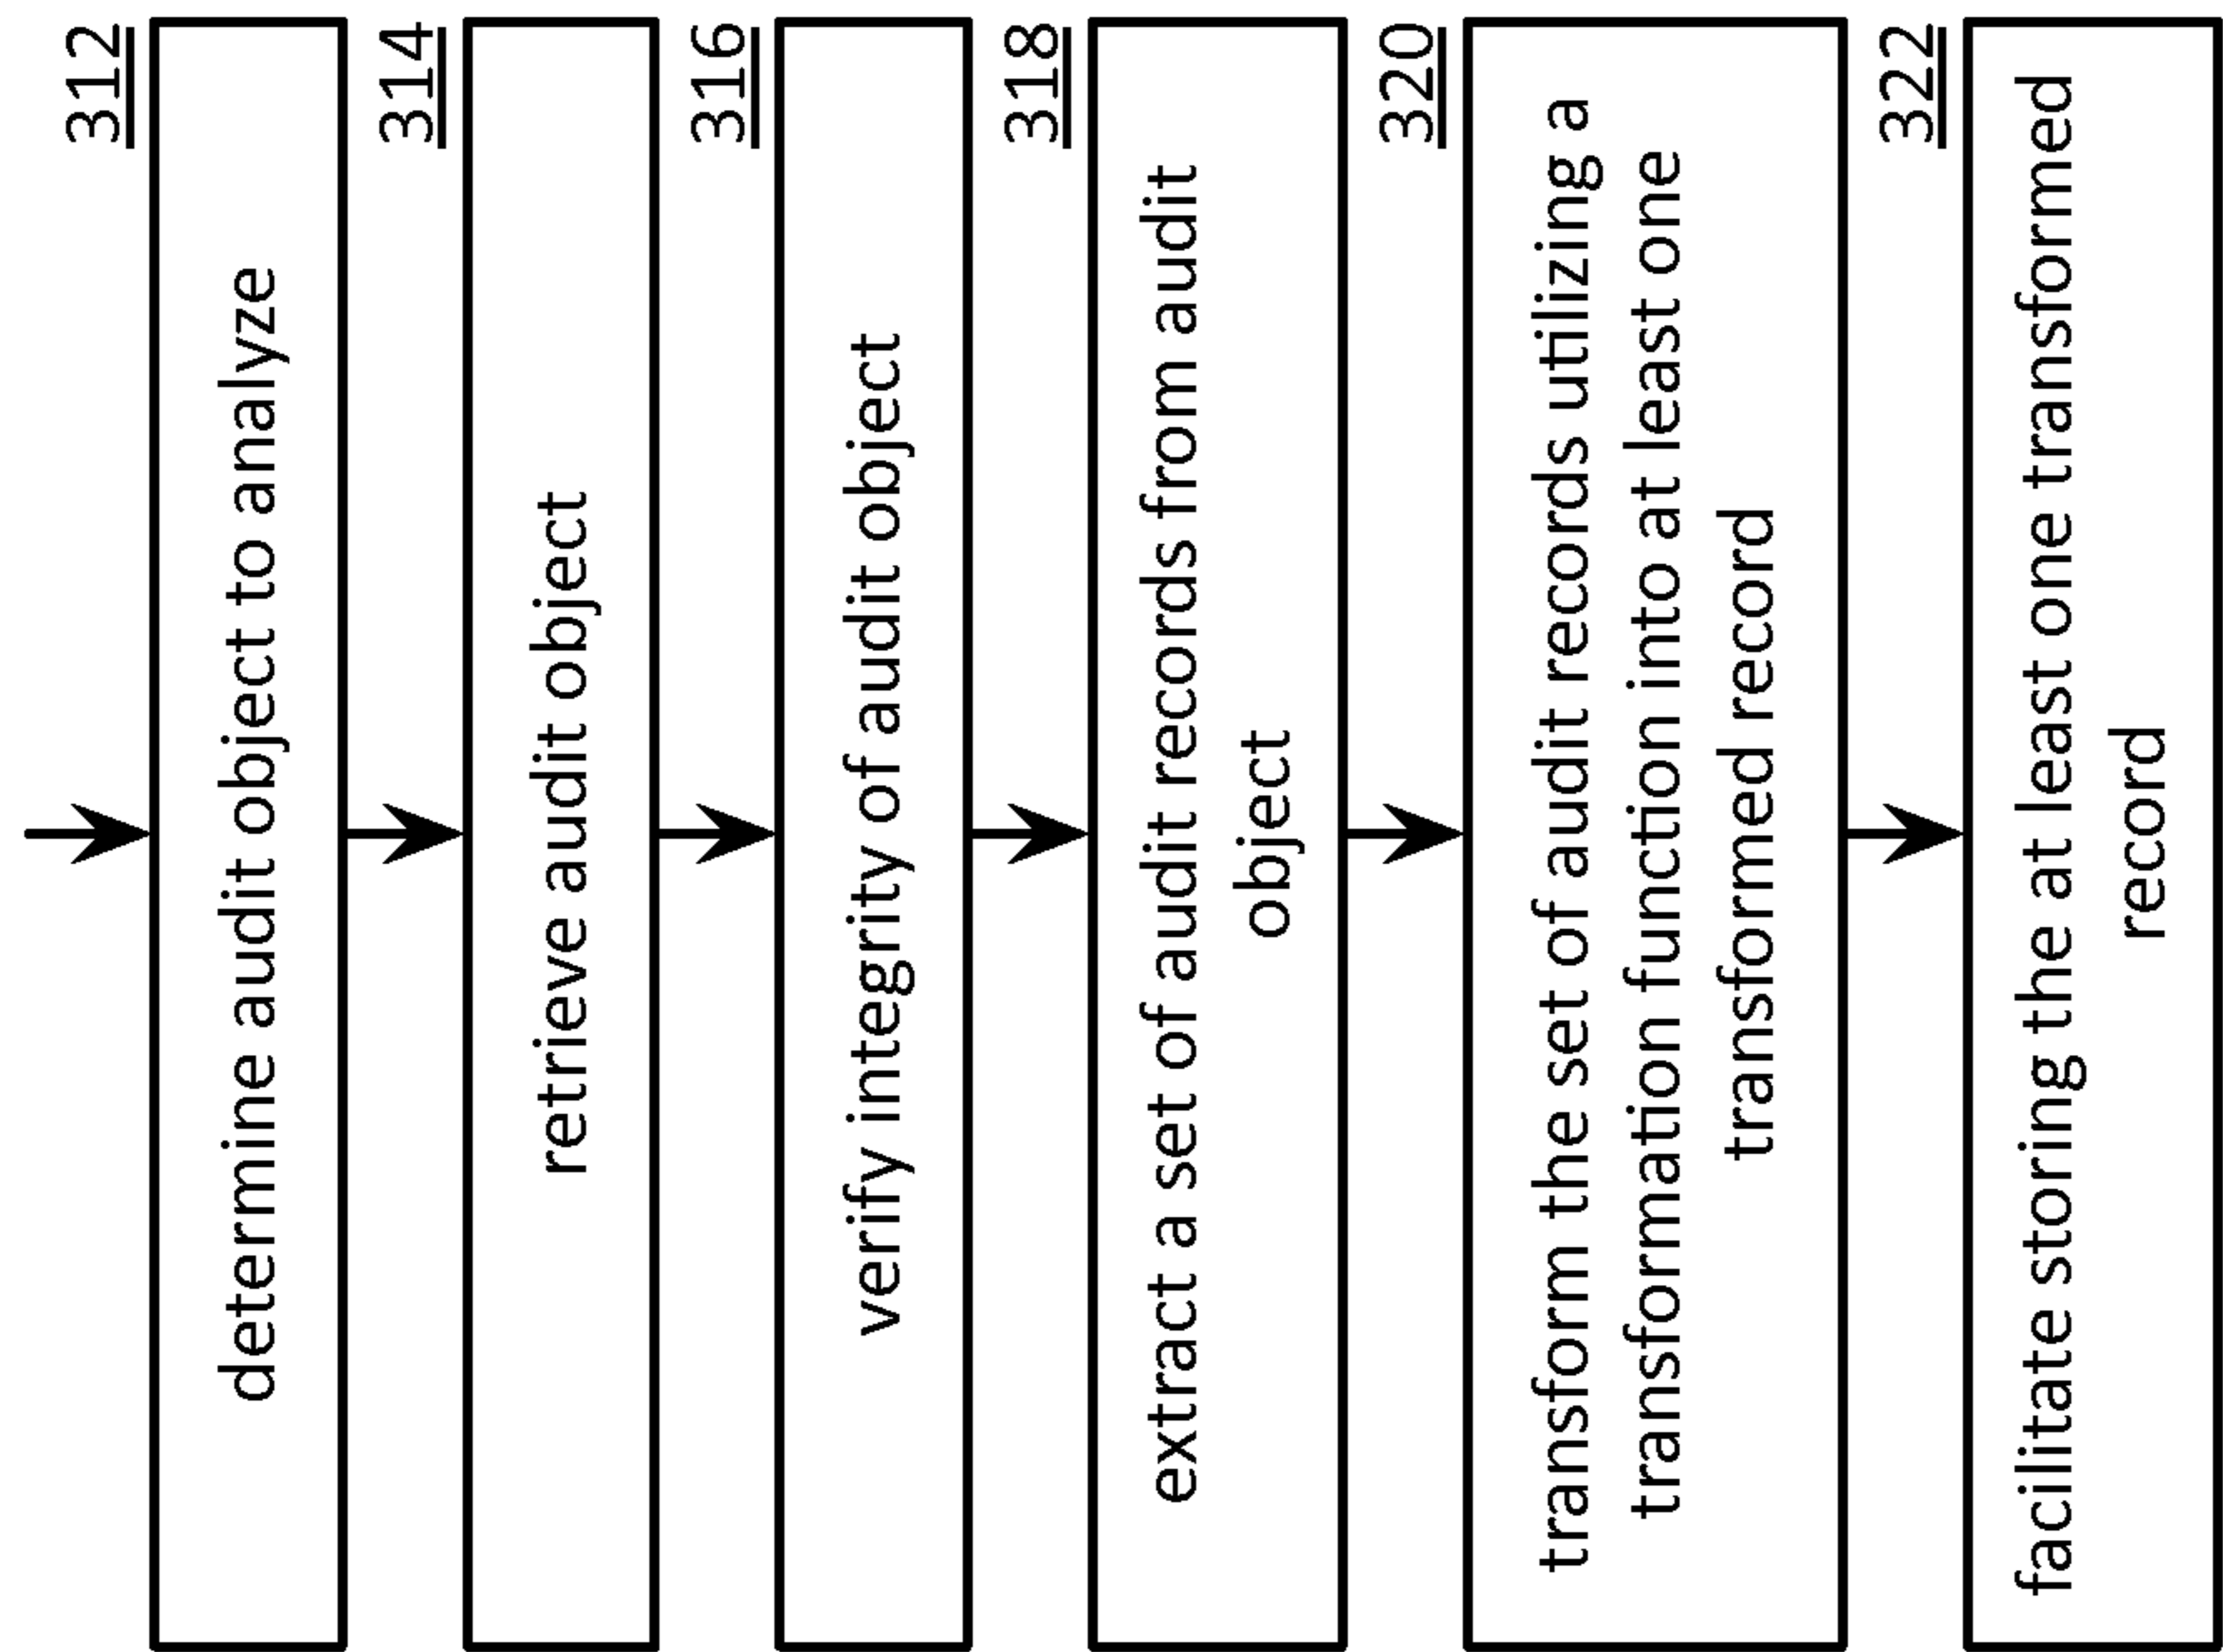 312
determine audit object to analyze
314
retrieve audit object
316
verify integrity of audit object
318
extract a set of audit records from audit
object
320
transform the set of audit records utilizing a
transformation function into at least one
transformed record
322
facilitate storing the at least one transformed
record